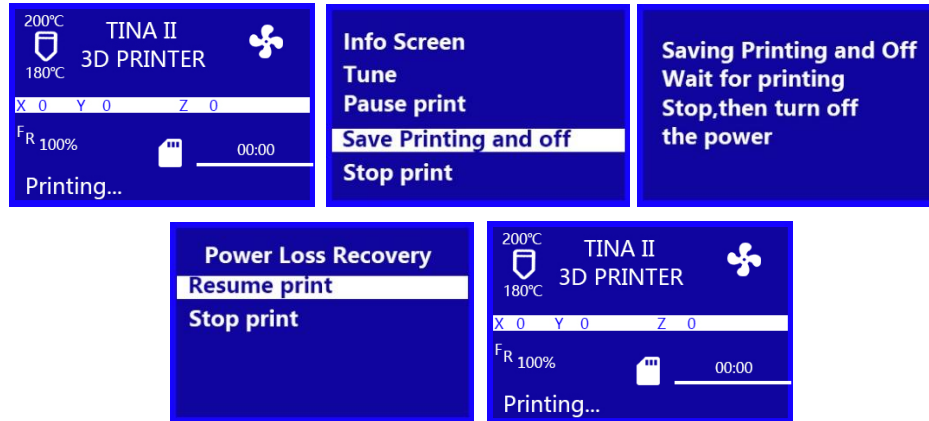 200℃
TINA II
3D PRINTER
180℃
X 0 Y 0 Z 0
FR 100%
00:00
Printing...
Info Screen
Tune
Pause print
Save Printing and off
Stop print
Saving Printing and Off
Wait for printing
Stop,then turn off
the power
Power Loss Recovery
Resume print
Stop print
200℃
TINA II
3D PRINTER
180℃
X 0 Y 0 Z 0
FR 100%
00:00
Printing...